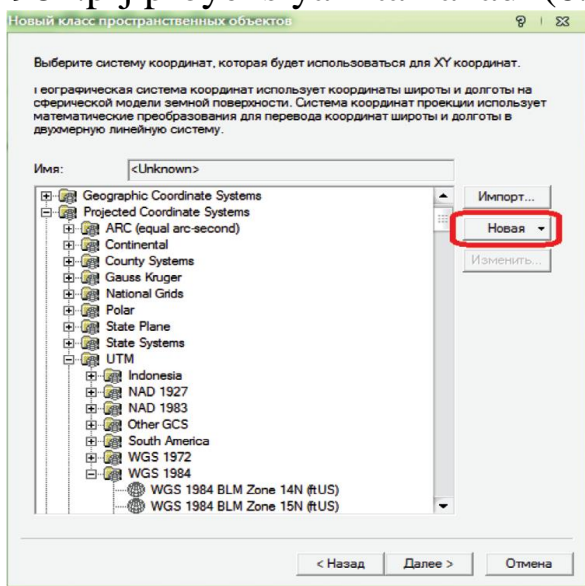 Новый класс пространственных объектов
Выберите систему координат, которая будет использоваться для XY координат.
Географическая система координат использует координаты широты и долготы на
сферической модели земной поверхности. Система координат проекции использует
математические преобразования для перевода координат широты и долготы в
двухмерную линейную систему.
Имя: <Unknown>
Geographic Coordinate Systems
Projected Coordinate Systems
ARC (equal arc-second)
Continental
County Systems
Gauss Kruger
National Grids
Polar
State Plane
State Systems
UTM
Indonesia
NAD 1927
NAD 1983
Other GCS
South America
WGS 1972
WGS 1984
WGS 1984 BLM Zone 14N (ftUS)
WGS 1984 BLM Zone 15N (ftUS)
Импорт...
Новая
Изменить...
< Назад
Далее >
Отмена